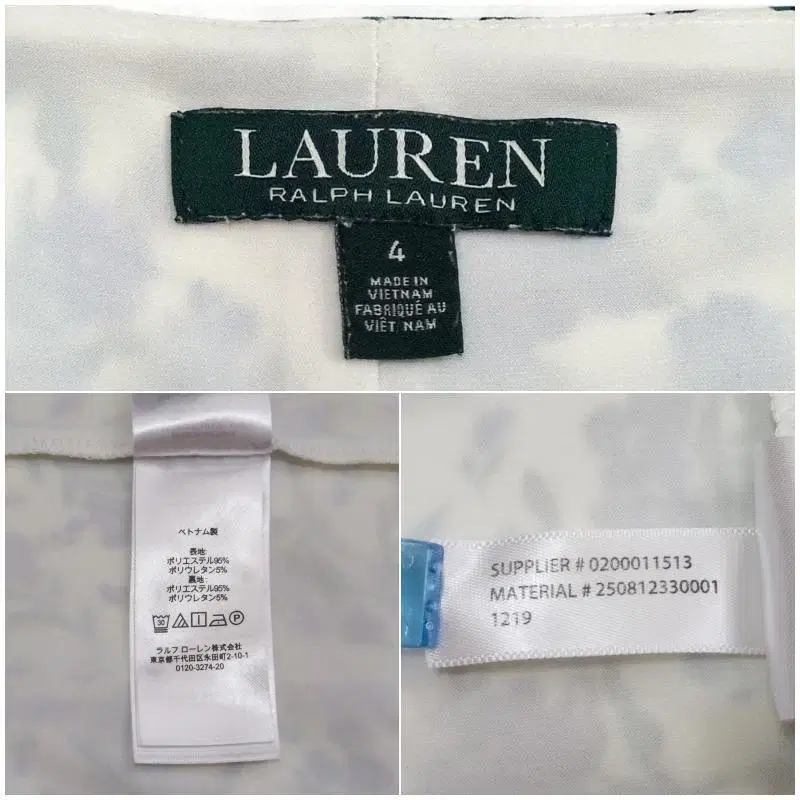 LAUREN
RALPH LAUREN
4
MADE IN
VIETNAM
FABRIQUÉ AU
VIÊT NAM
ベトナム製
表地:
ポリエステル95%
ポリウレタン5%
裏地:
ポリエステル95%
ポリウレタン5%
30
P
ラルフ ローレン株式会社
東京都千代田区永田町2-10-1
0120-3274-20
SUPPLIER # 0200011513
MATERIAL # 250812330001
1219